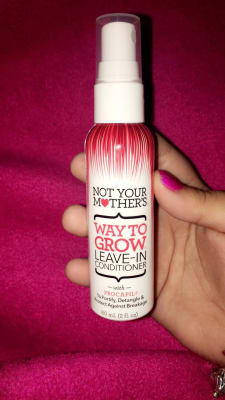 NOT YOUR
MOTHER'S
WAY TO
GROW
LEAVE-IN
CONDITIONER
with
PROCAPIL®
To Fortify, Detangle &
Protect Against Breakage
60 mL (2 fl. oz)